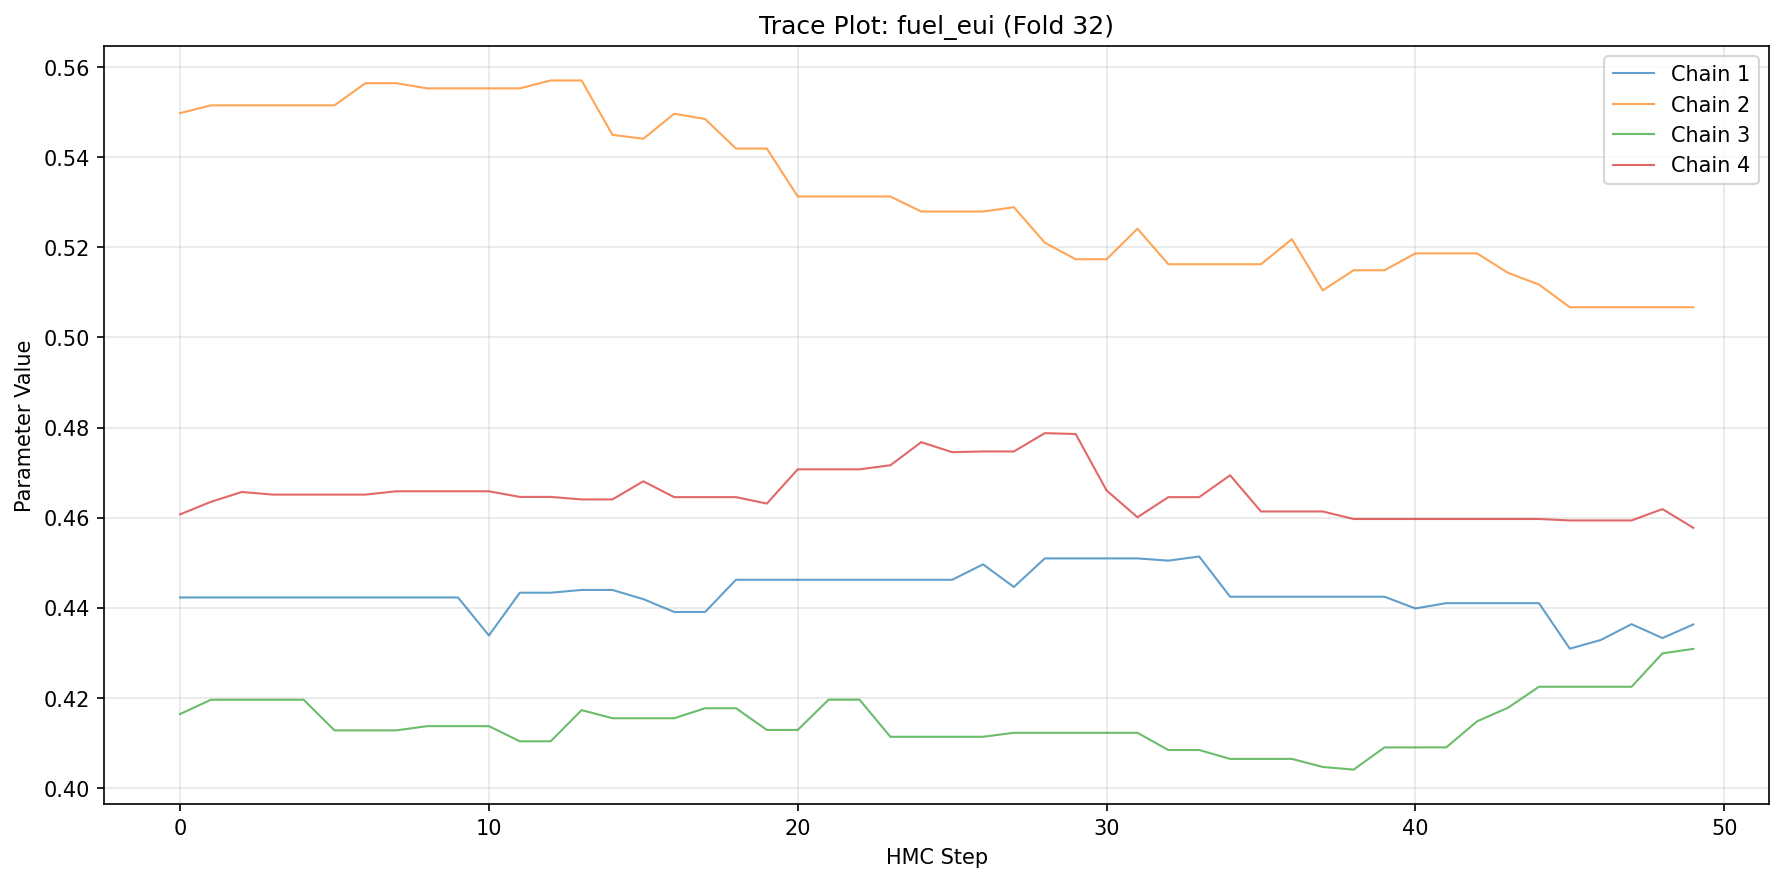 Trace Plot: fuel_eui (Fold 32)
Chain 1
Chain 2
Chain 3
Chain 4
Parameter Value
0.56
0.54
0.52
0.50
0.48
0.46
0.44
0.42
0.40
0 10 20 30 40 50
HMC Step